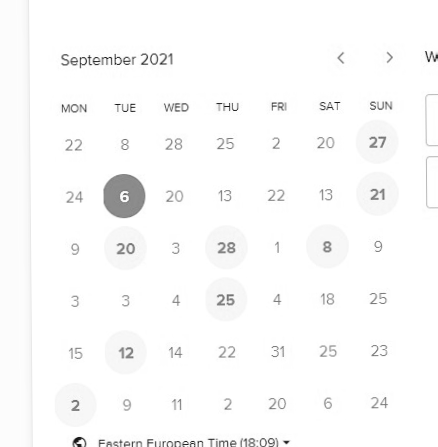 September 2021
MON TUE WED THU FRI SAT SUN
22 8 28 25 2 20 27
24 6 20 13 22 13 21
9 20 3 28 1 8 9
3 3 4 25 4 18 25
15 12 14 22 31 25 23
2 9 11 2 20 6 24
Eastern European Time (18:09)